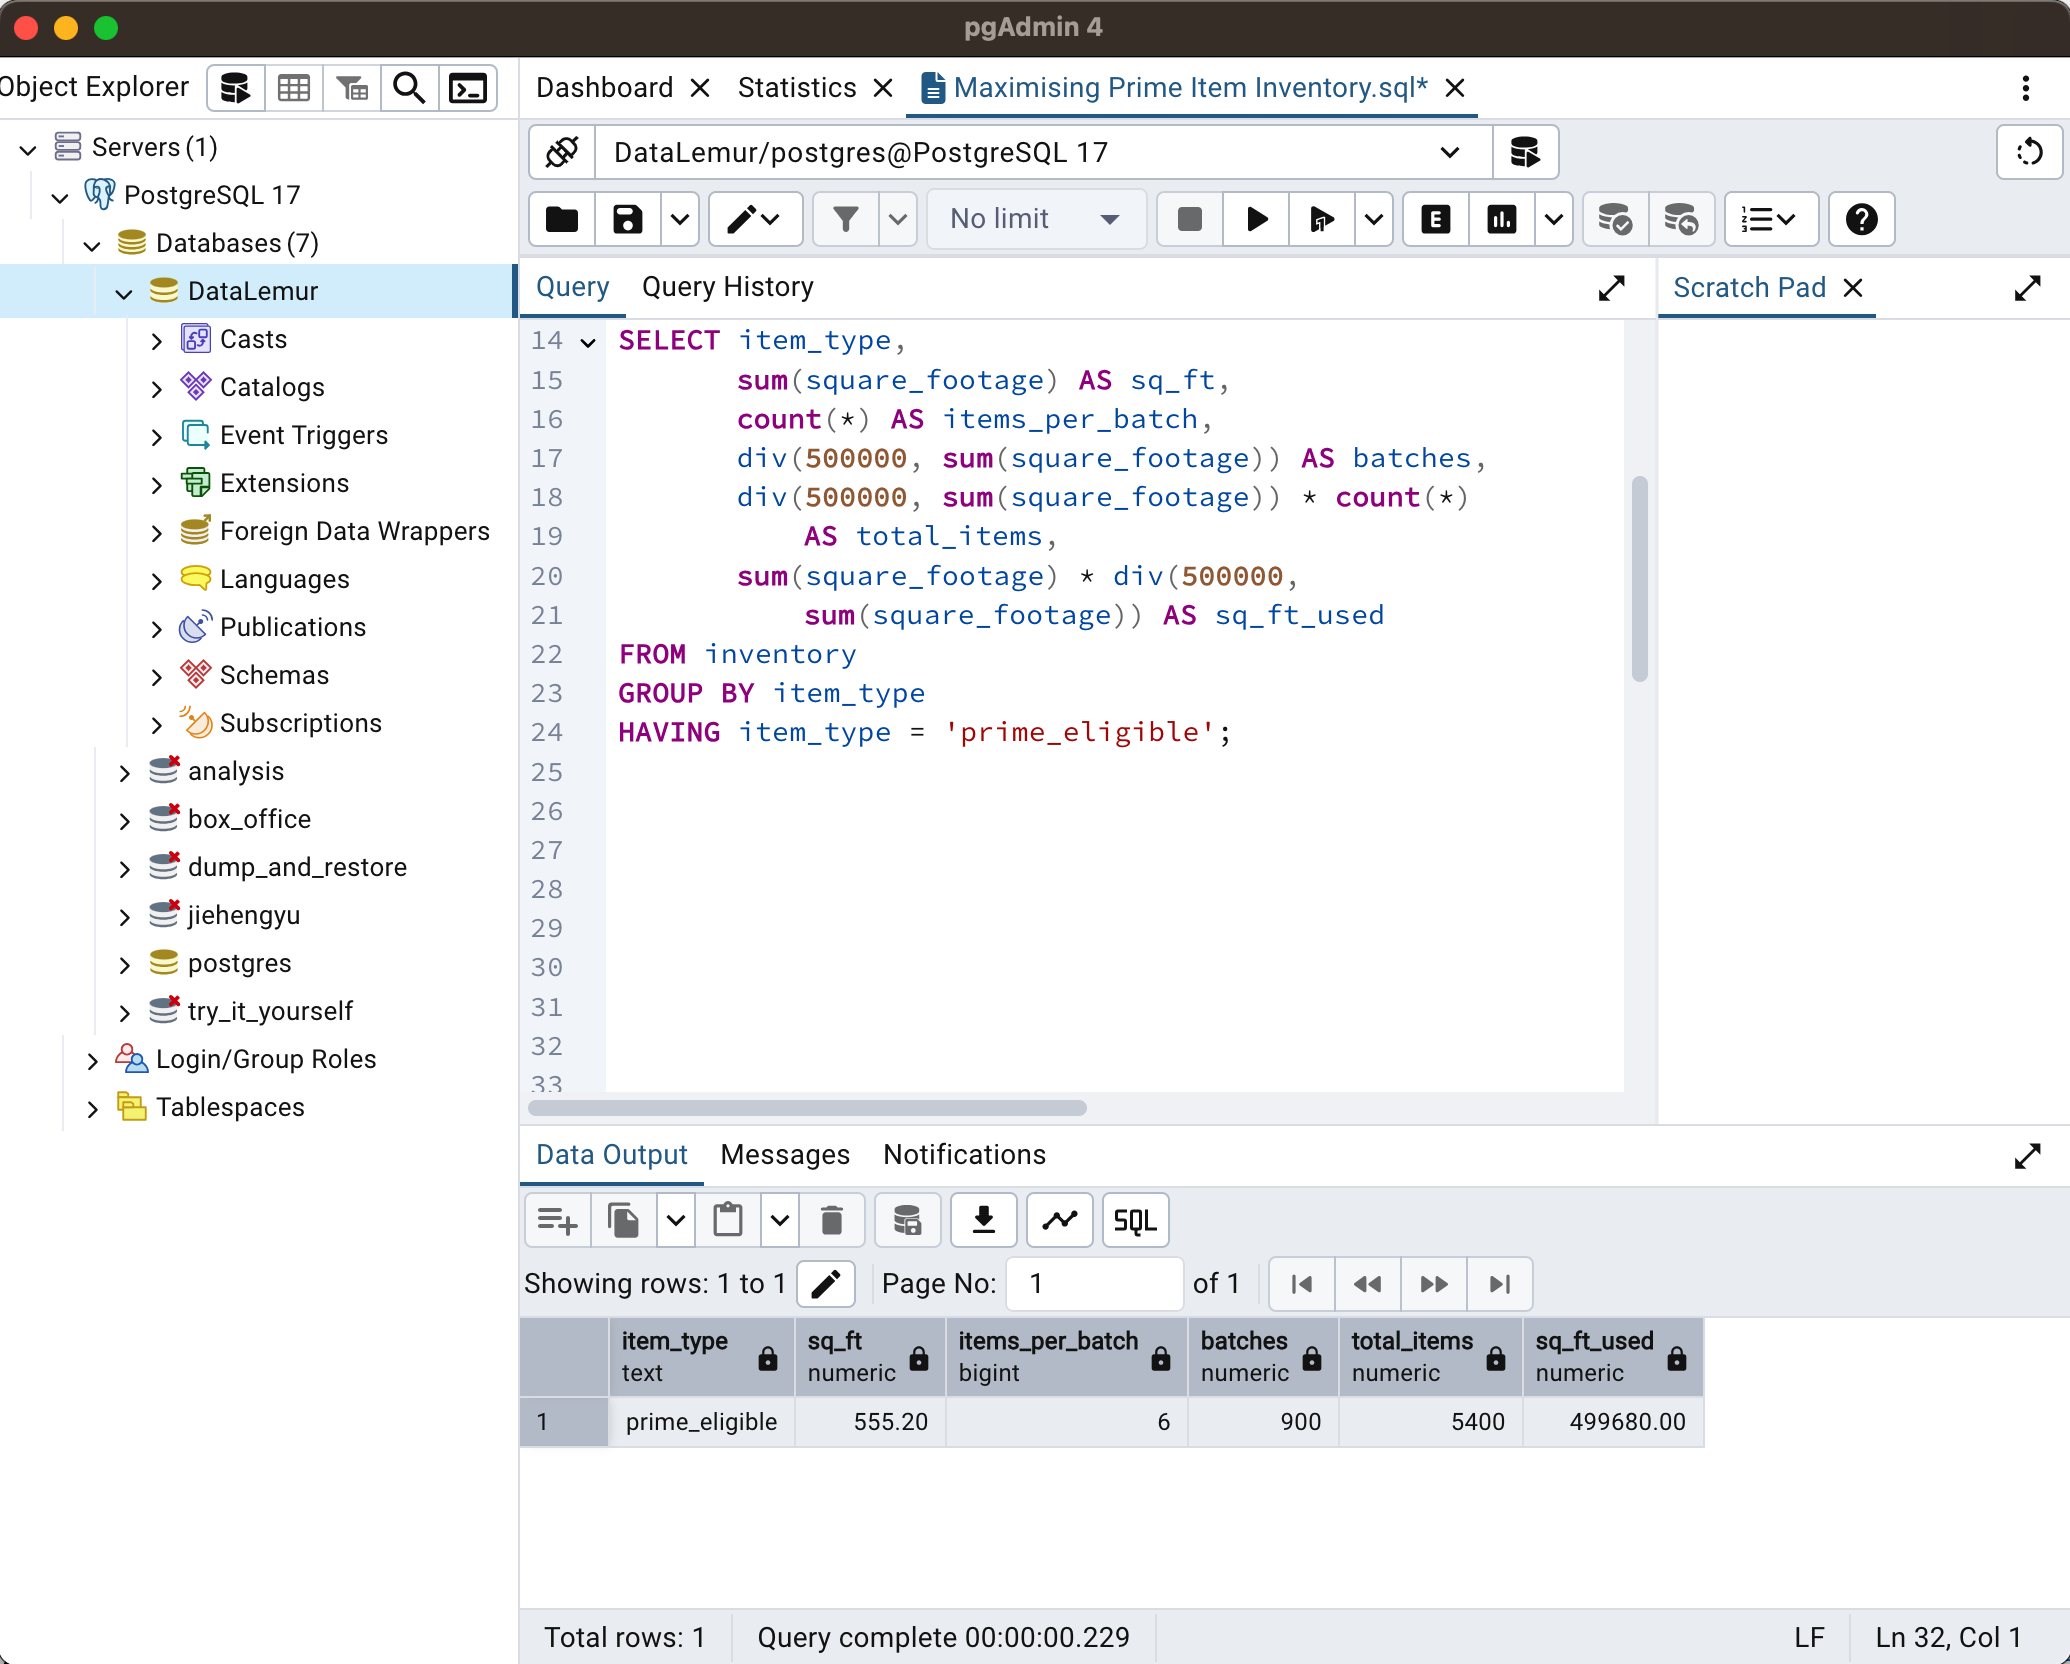 pgAdmin 4
Object Explorer
Servers (1)
PostgreSQL 17
Databases (7)
DataLemur
Casts
Catalogs
Event Triggers
Extensions
Foreign Data Wrappers
Languages
Publications
Schemas
Subscriptions
analysis
box_office
dump_and_restore
jiehengyu
postgres
try_it_yourself
Login/Group Roles
Tablespaces
Dashboard Statistics Maximising Prime Item Inventory.sql*
DataLemur/postgres@PostgreSQL 17
No limit
Query Query History
Scratch Pad
14 SELECT item_type,
15 sum(square_footage) AS sq_ft,
16 count(*) AS items_per_batch,
17 div(500000, sum(square_footage)) AS batches,
18 div(500000, sum(square_footage)) * count(*)
19 AS total_items,
20 sum(square_footage) * div(500000,
21 sum(square_footage)) AS sq_ft_used
22 FROM inventory
23 GROUP BY item_type
24 HAVING item_type = 'prime_eligible';
25
26
27
28
29
30
31
32
33
Data Output Messages Notifications
SQL
Showing rows: 1 to 1 Page No: 1 of 1
item_type sq_ft items_per_batch batches total_items sq_ft_used
text numeric bigint numeric numeric numeric
1 prime_eligible 555.20 6 900 5400 499680.00
Total rows: 1 Query complete 00:00:00.229 LF Ln 32, Col 1